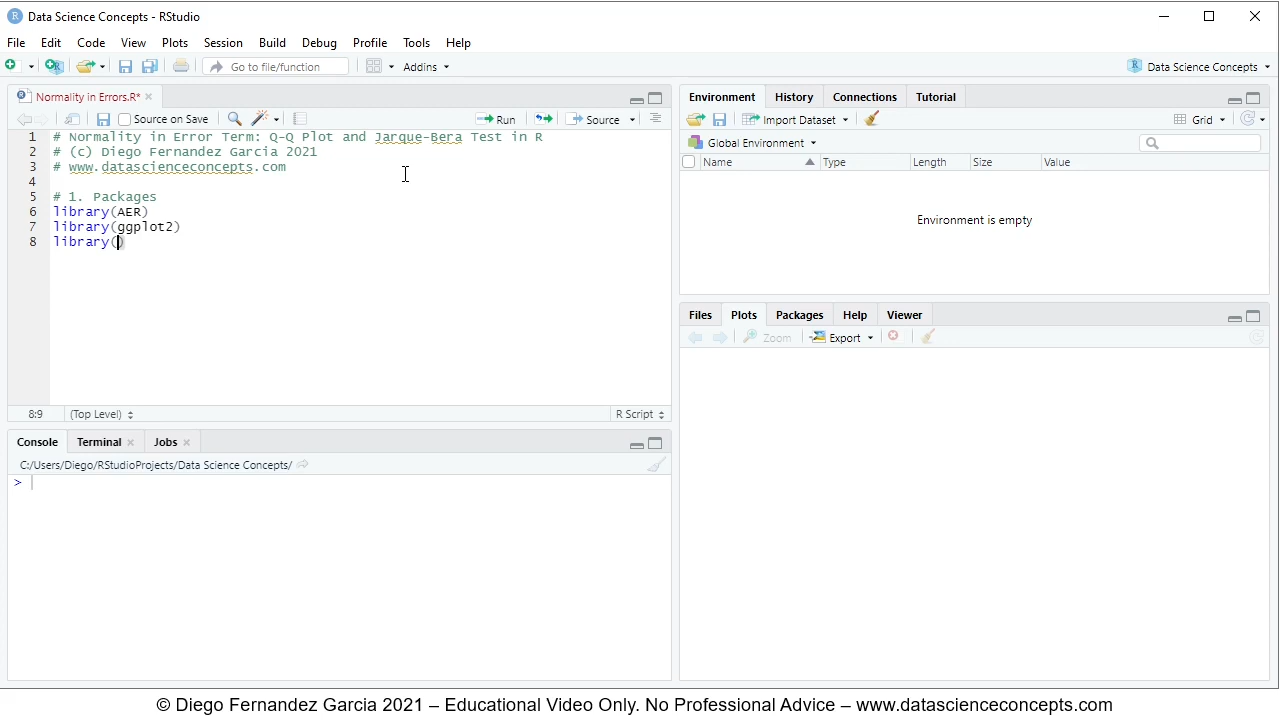 Data Science Concepts - RStudio
File Edit Code View Plots Session Build Debug Profile Tools Help
Go to file/function Addins Data Science Concepts
Normality in Errors.R*
Source on Save Run Source
1 # Normality in Error Term: Q-Q Plot and Jarque-Bera Test in R
2 # (c) Diego Fernandez Garcia 2021
3 # www.datascienceconcepts.com
4
5 # 1. Packages
6 library(AER)
7 library(ggplot2)
8 library()
8:9 (Top Level) R Script
Console Terminal Jobs
C:/Users/Diego/RStudioProjects/Data Science Concepts/
>
Environment History Connections Tutorial
Import Dataset Grid
Global Environment
Name Type Length Size Value
Environment is empty
Files Plots Packages Help Viewer
Zoom Export
© Diego Fernandez Garcia 2021 – Educational Video Only. No Professional Advice – www.datascienceconcepts.com